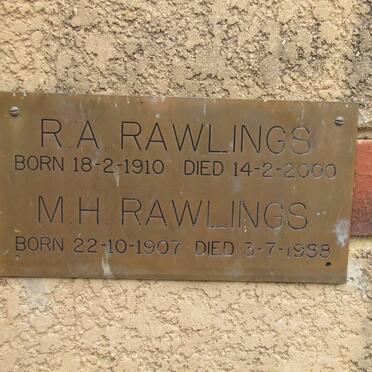 R.A. RAWLINGS
BORN 18-2-1910 DIED 14-2-2000
M.H. RAWLINGS
BORN 22-10-1907 DIED 3-7-1988